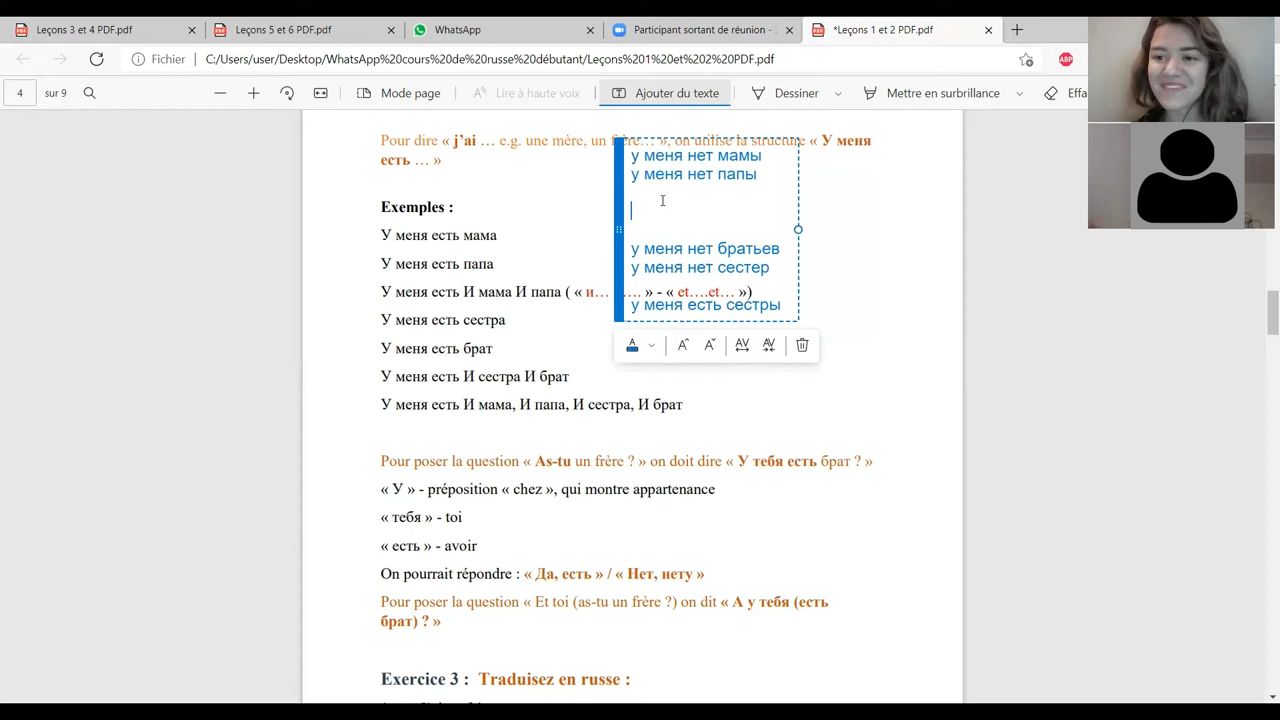 Leçons 3 et 4 PDF.pdf
Leçons 5 et 6 PDF.pdf
WhatsApp
Participant sortant de réunion - 2
*Leçons 1 et 2 PDF.pdf
Fichier
C:/Users/user/Desktop/WhatsApp%20cours%20de%20russe%20débutant/Leçons%201%20et%202%20PDF.pdf
ABP
4 sur 9
Mode page
Lire à haute voix
Ajouter du texte
Dessiner
Mettre en surbrillance
Effa
Pour dire « j'ai … e.g. une mère, un frère… », on utilise la structure « У меня
есть … »
у меня нет мамы
у меня нет папы
у меня нет братьев
у меня нет сестер
у меня есть сестры
Exemples :
У меня есть мама
У меня есть папа
У меня есть И мама И папа ( « и… …. » - « et….et… »)
У меня есть сестра
У меня есть брат
У меня есть И сестра И брат
У меня есть И мама, И папа, И сестра, И брат
Pour poser la question « As-tu un frère ? » on doit dire « У тебя есть брат ? »
« У » - préposition « chez », qui montre appartenance
« тебя » - toi
« есть » - avoir
On pourrait répondre : « Да, есть » / « Нет, нету »
Pour poser la question « Et toi (as-tu un frère ?) on dit « А у тебя (есть
брат) ? »
Exercice 3 : Traduisez en russe :